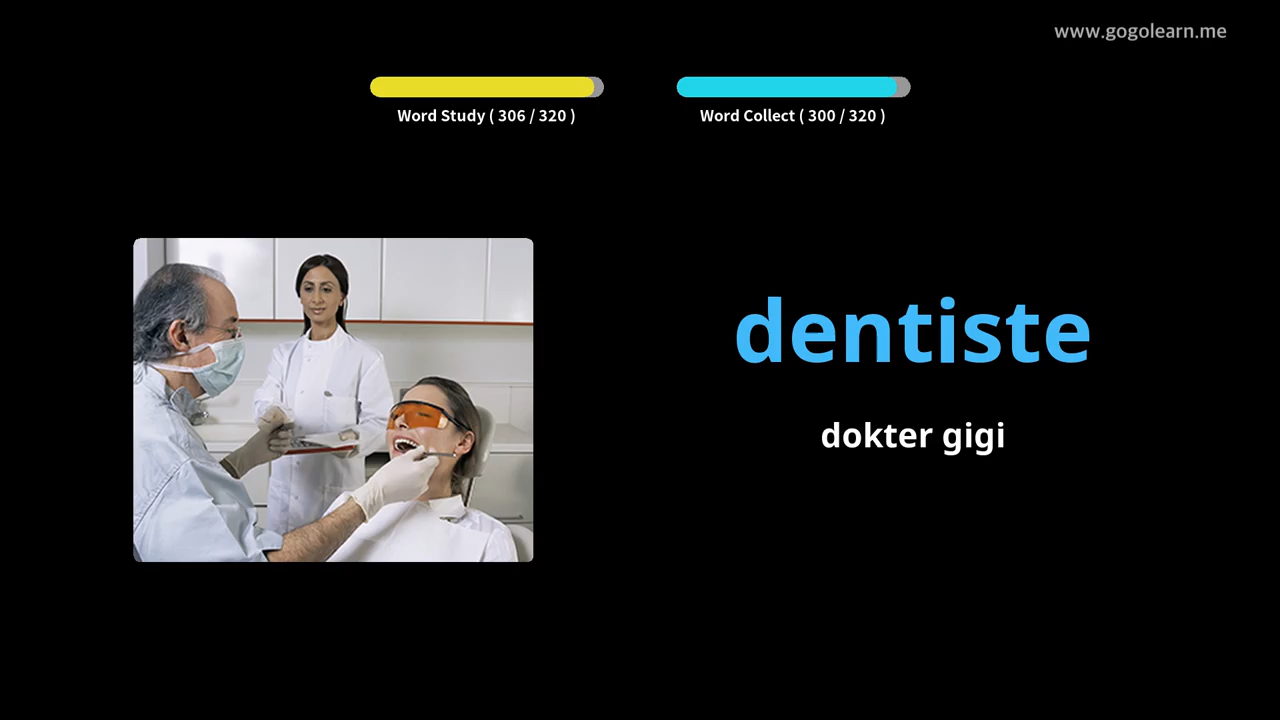 www.gogolearn.me
Word Study ( 306 / 320 )
Word Collect ( 300 / 320 )
dentiste
dokter gigi